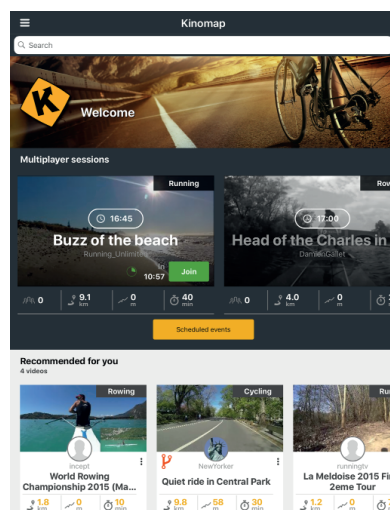 Kinomap
Search
Welcome
Multiplayer sessions
Running
16:45
Buzz of the beach
Running_Unlimited
in
10:57
Join
0
9.1
km
0
m
40
min
17:00
Head of the Charles in
DamienGallet
0
4.0
km
0
m
Scheduled events
Recommended for you
4 videos
Rowing
incept
World Rowing
Championship 2015 (Ma...
1.8
km
0
m
10
min
Cycling
NewYorker
Quiet ride in Central Park
9.8
km
58
m
30
min
runningtv
La Meldoise 2015
2eme Tour
1.2
km
0
m